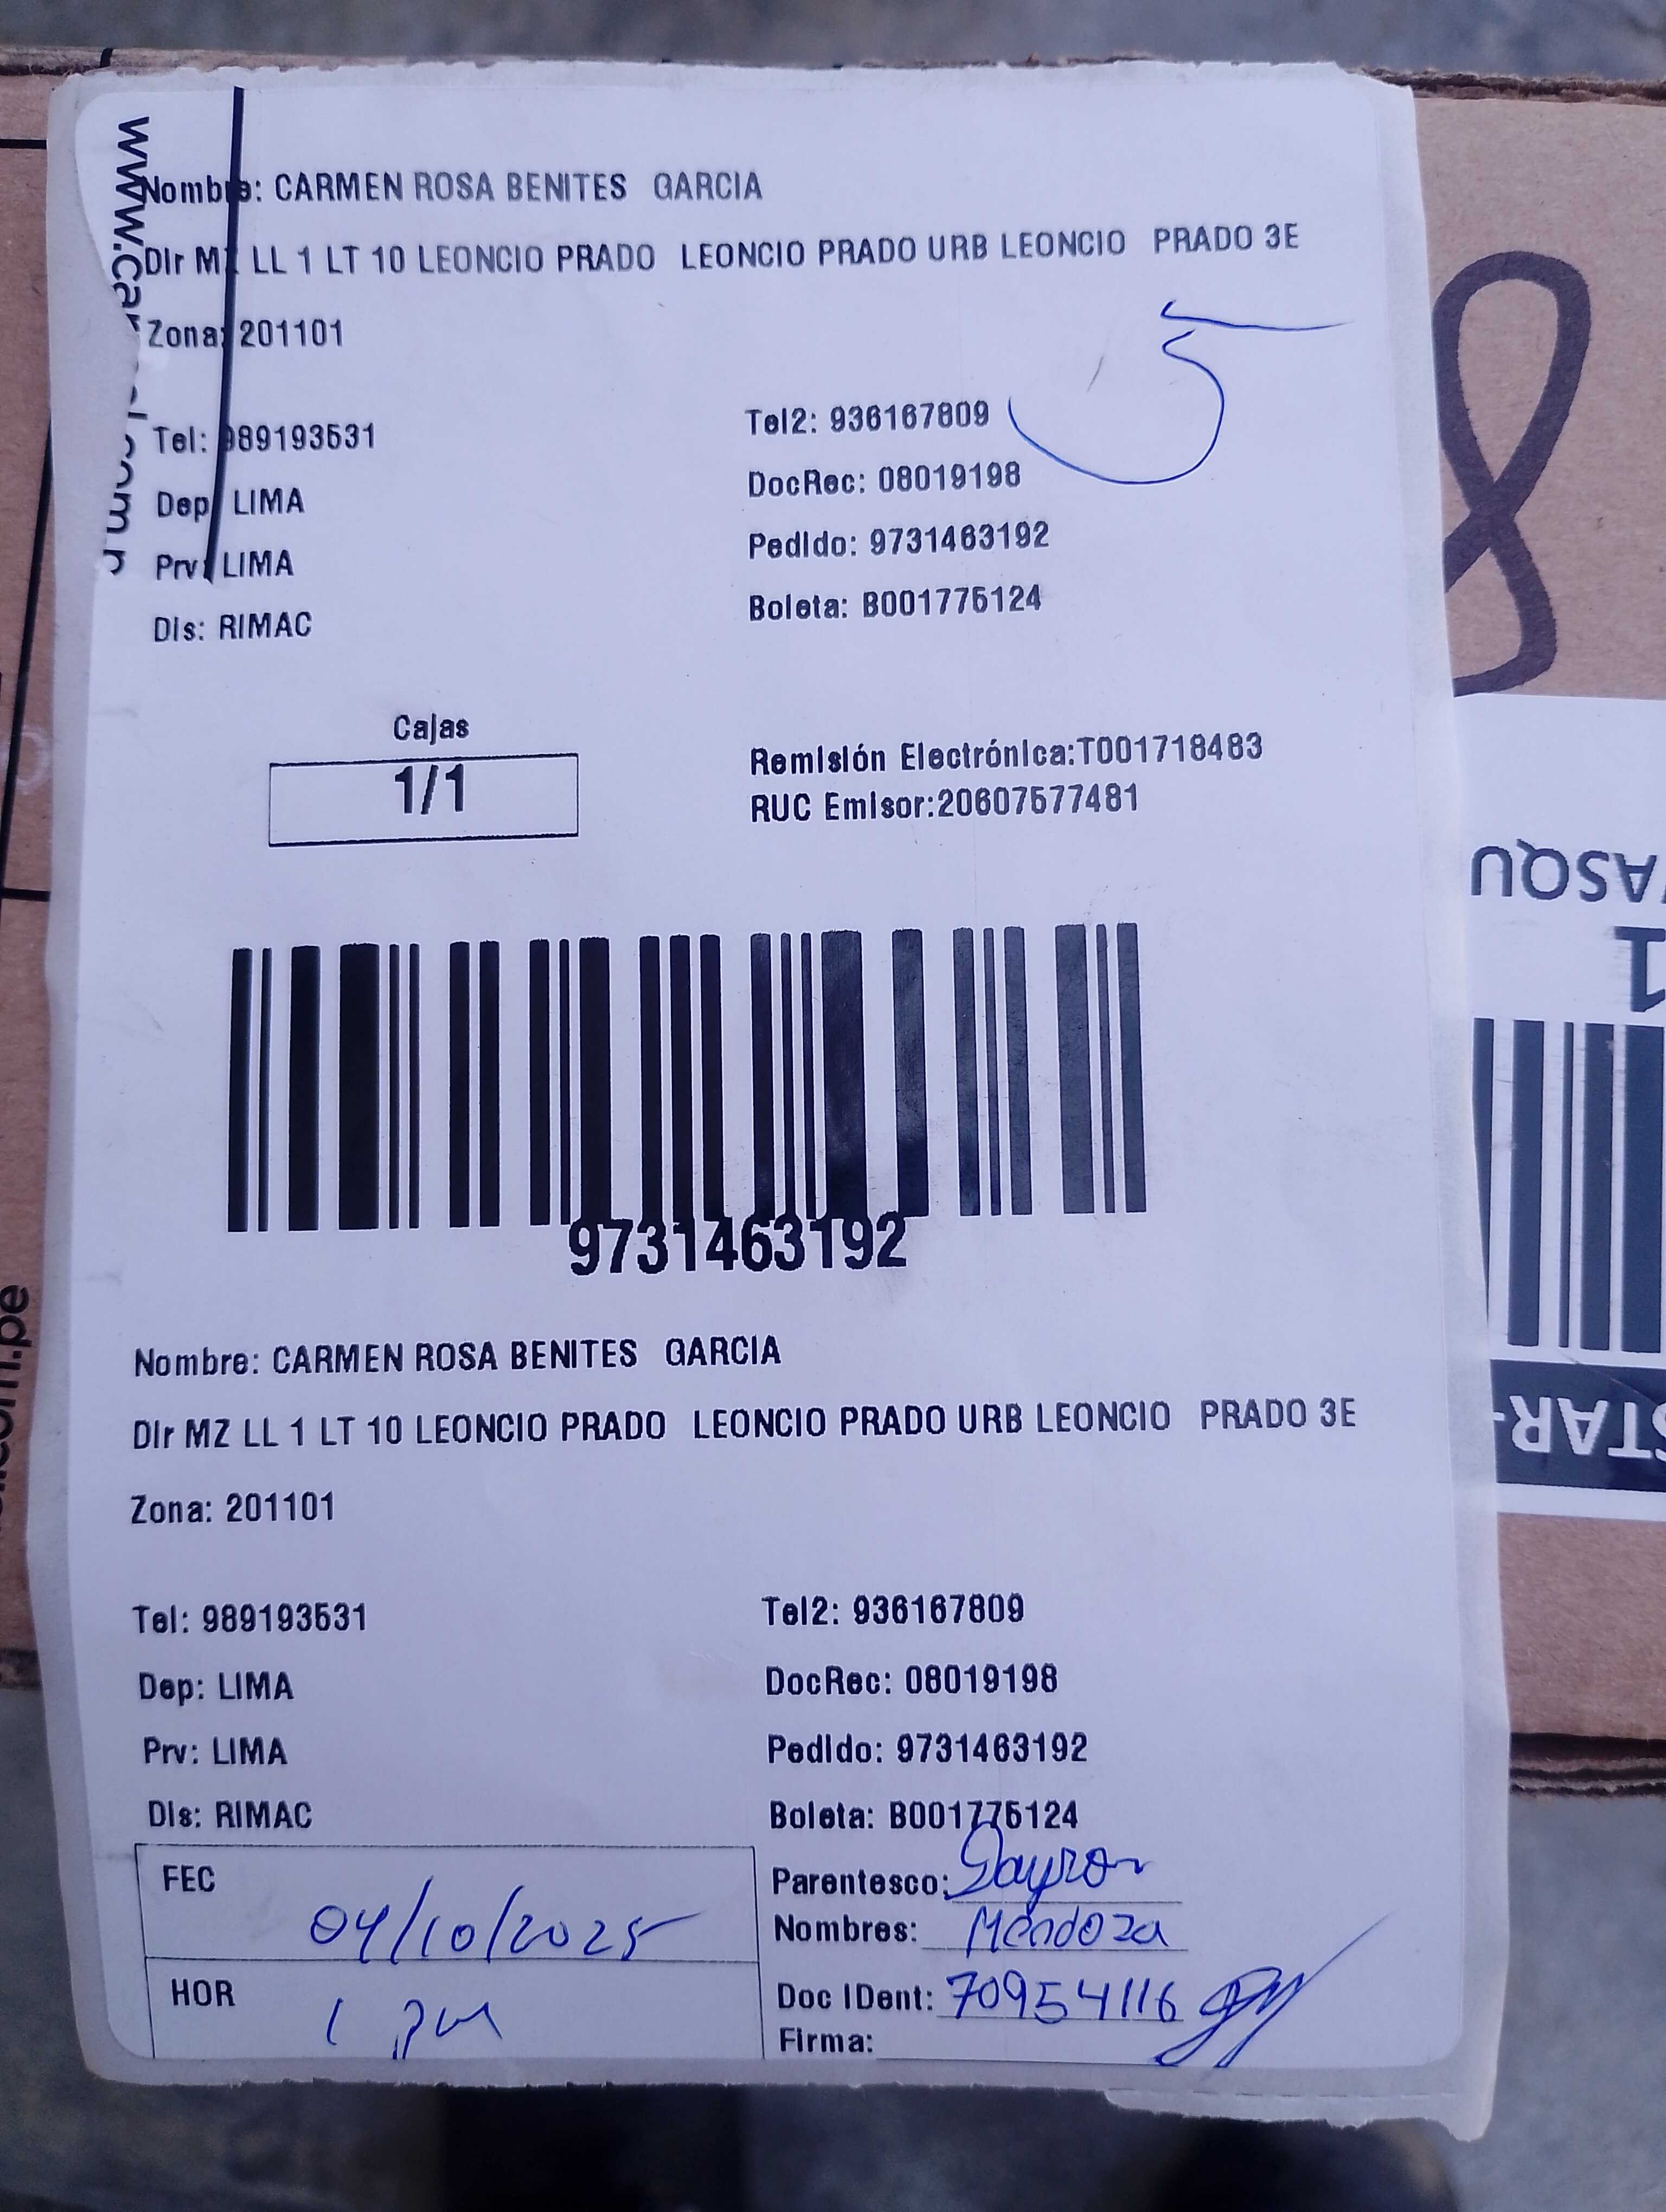 Nombre: CARMEN ROSA BENITES GARCIA
Dir MZ LL 1 LT 10 LEONCIO PRADO LEONCIO PRADO URB LEONCIO PRADO 3E
Zona: 201101
5
Tel: 989193531
Tel2: 936167809
Dep: LIMA
DocRec: 08019198
Prv: LIMA
Pedido: 9731463192
Dis: RIMAC
Boleta: B001775124
8
Cajas
1/1
Remisión Electrónica:T001718483
RUC Emisor:20607577481
VASQU
1
9731463192
STAR-
Nombre: CARMEN ROSA BENITES GARCIA
Dir MZ LL 1 LT 10 LEONCIO PRADO LEONCIO PRADO URB LEONCIO PRADO 3E
Zona: 201101
Tel: 989193531
Tel2: 936167809
Dep: LIMA
DocRec: 08019198
Prv: LIMA
Pedido: 9731463192
Dis: RIMAC
Boleta: B001775124
FEC
04/10/2025
HOR
1 pm
Parentesco: Dayron
Nombres: Mendoza
Doc IDent: 70954116
Firma: